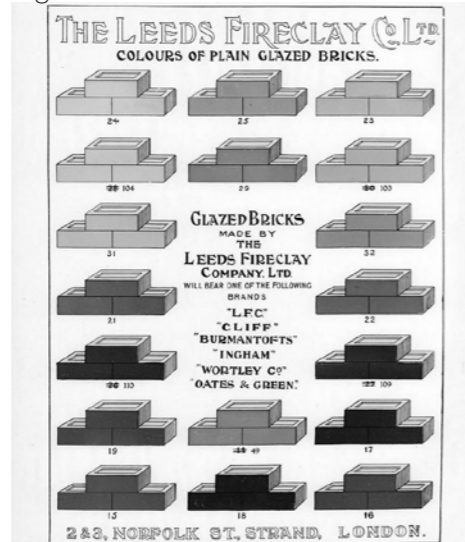 THE LEEDS FIRECLAY CO. LTD.
COLOURS OF PLAIN GLAZED BRICKS.
24 25 23
104 29 100
31
GLAZED BRICKS
MADE BY
THE
LEEDS FIRECLAY
COMPANY. LTD.
WILL BEAR ONE OF THE FOLLOWING
BRANDS
"LFC"
"CLIFF"
"BURMANTOFTS"
"INGHAM"
"WORTLEY CO"
"OATES & GREEN."
32
21 22
110 109
19 49 17
15 18 16
2 & 3, NORFOLK ST., STRAND, LONDON.